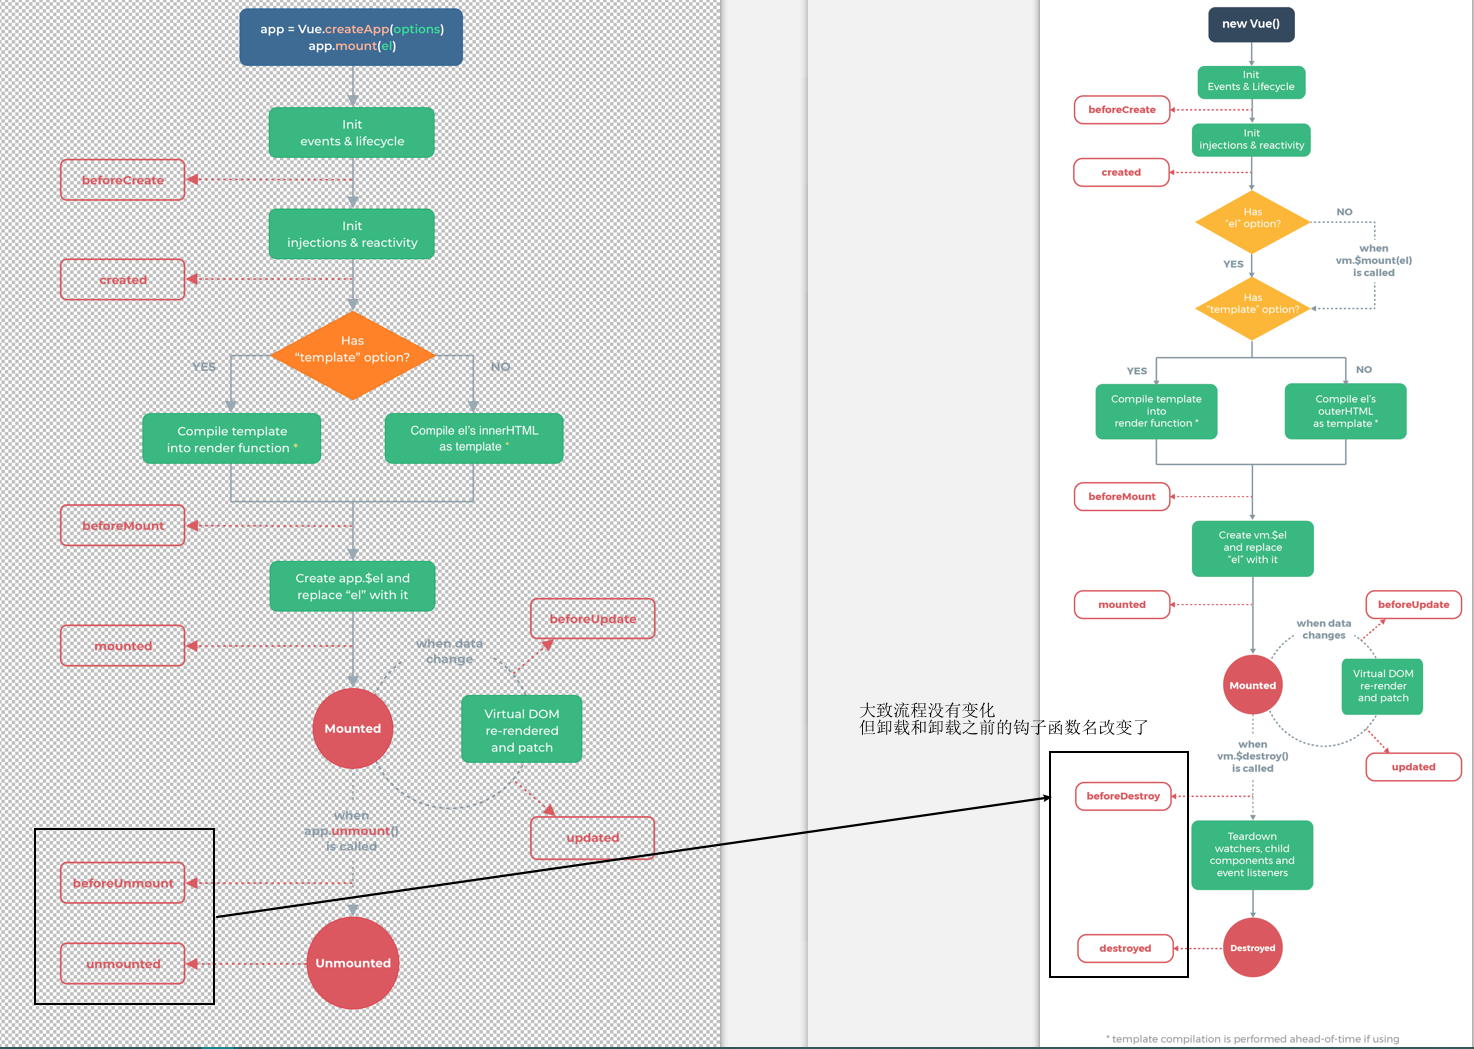 app = Vue.createApp(options)
app.mount(el)
Init
events & lifecycle
beforeCreate
Init
injections & reactivity
created
Has
“template” option?
YES
NO
Compile template
into render function *
Compile el’s innerHTML
as template *
beforeMount
Create app.$el and
replace “el” with it
mounted
when data
change
beforeUpdate
Mounted
Virtual DOM
re-rendered
and patch
updated
when
app.unmount()
is called
beforeUnmount
unmounted
Unmounted
大致流程没有变化
但卸载和卸载之前的钩子函数名改变了
new Vue()
Init
Events & Lifecycle
beforeCreate
Init
injections & reactivity
created
Has
“el” option?
NO
when
vm.$mount(el)
is called
YES
Has
“template” option?
YES
NO
Compile template
into
render function *
Compile el’s
outerHTML
as template *
beforeMount
Create vm.$el
and replace
“el” with it
mounted
when data
changes
beforeUpdate
Mounted
Virtual DOM
re-render
and patch
updated
when
vm.$destroy()
is called
beforeDestroy
Teardown
watchers, child
components and
event listeners
destroyed
Destroyed
* template compilation is performed ahead-of-time if using